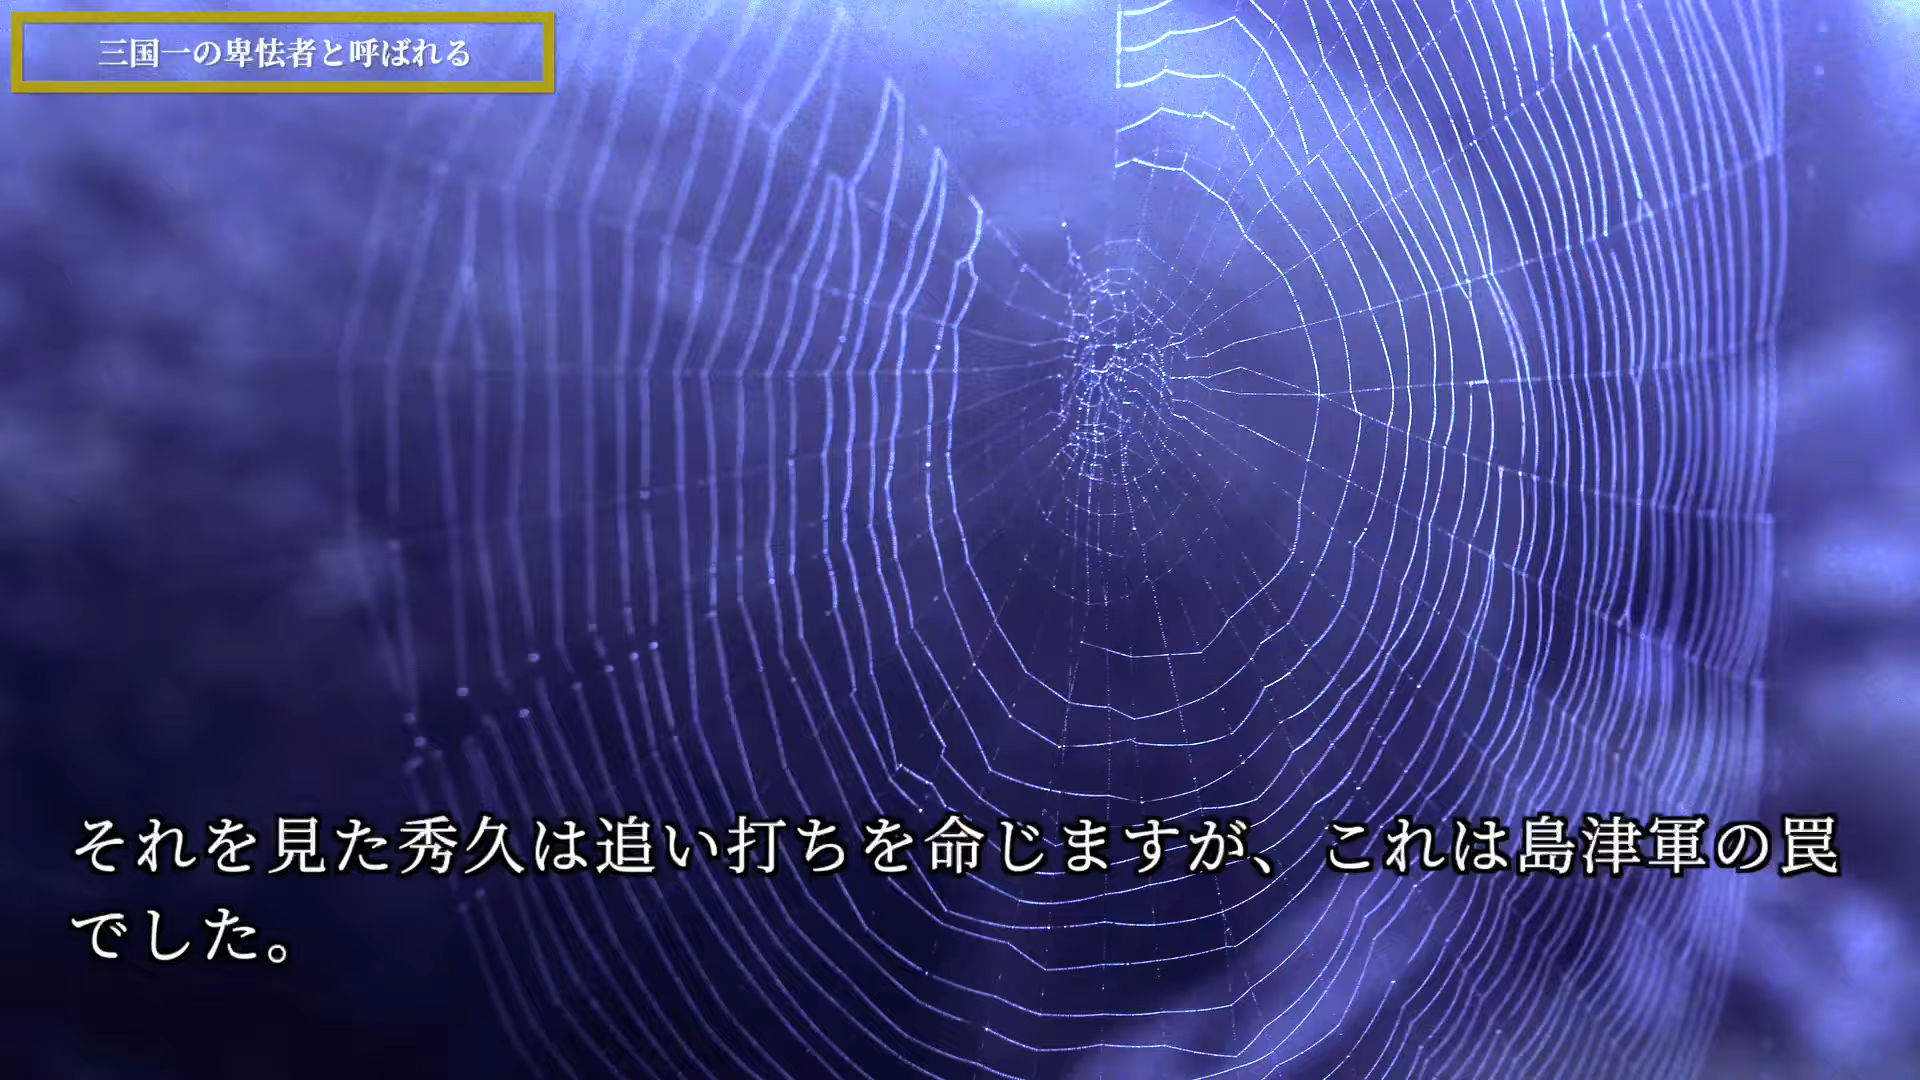 三国一の卑怯者と呼ばれる
それを見た秀久は追い打ちを命じますが、これは島津軍の罠
でした。